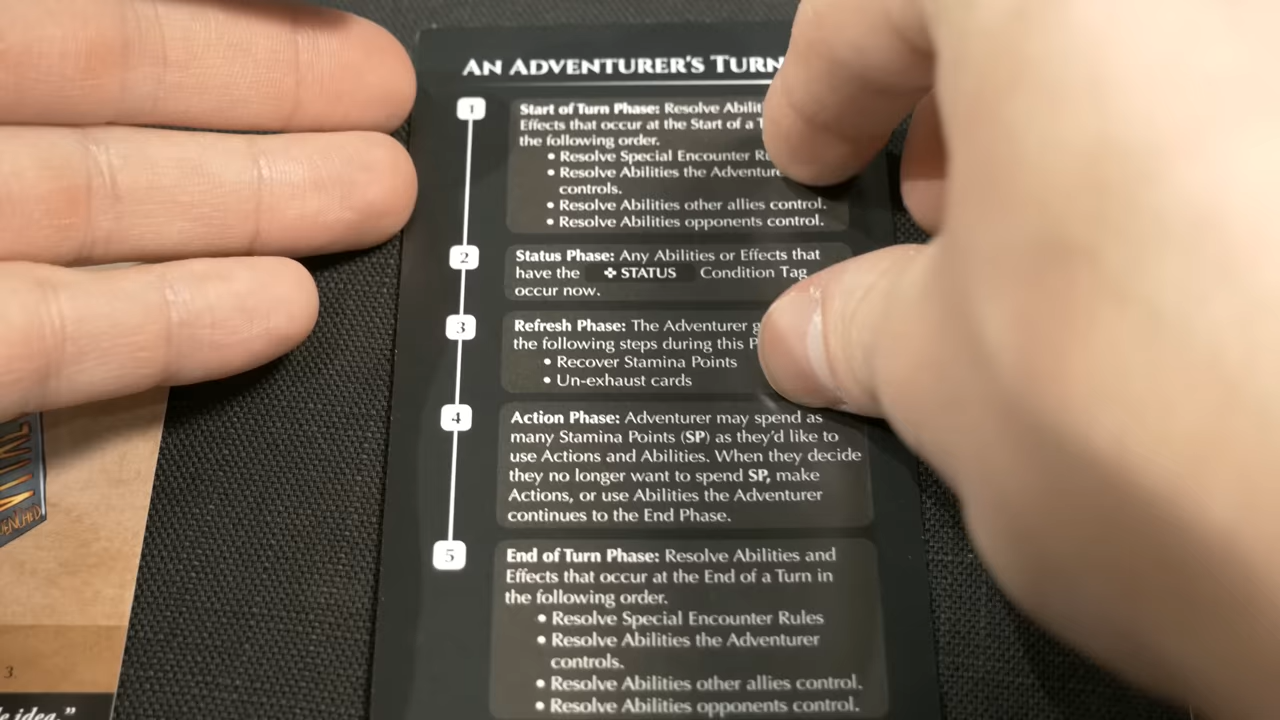 AN ADVENTURER'S TURN
1
Start of Turn Phase: Resolve
Effects that occur at the Start of a
the following order.
• Resolve Special Encounter
• Resolve Abilities the
controls.
• Resolve Abilities other allies control.
• Resolve Abilities opponents control.
2
Status Phase: Any Abilities or Effects that
have the ✤ STATUS Condition Tag
occur now.
3
Refresh Phase: The Adventurer
the following steps during this
• Recover Stamina Points
• Un-exhaust cards
4
Action Phase: Adventurer may spend as
many Stamina Points (SP) as they'd like to
use Actions and Abilities. When they decide
they no longer want to spend SP, make
Actions, or use Abilities the Adventurer
continues to the End Phase.
5
End of Turn Phase: Resolve Abilities and
Effects that occur at the End of a Turn in
the following order.
• Resolve Special Encounter Rules
• Resolve Abilities the Adventurer
controls.
• Resolve Abilities other allies control.
• Resolve Abilities opponents control.
3.
idea."